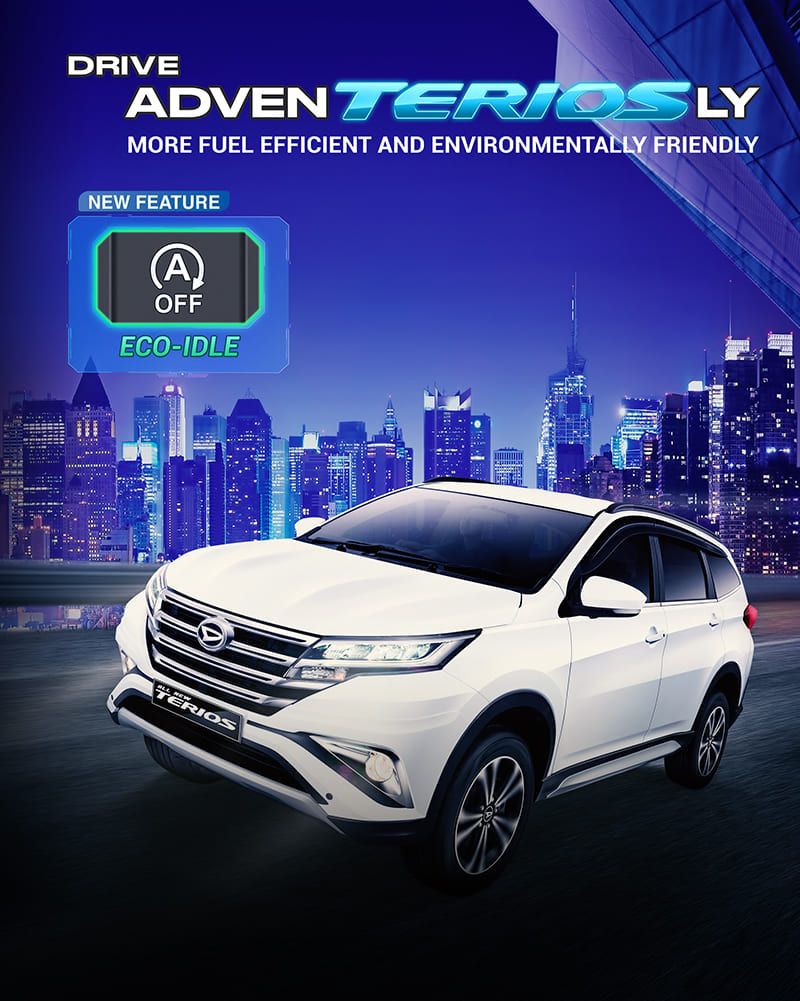 DRIVE
ADVENTERIOSLY
MORE FUEL EFFICIENT AND ENVIRONMENTALLY FRIENDLY
NEW FEATURE
A
OFF
ECO-IDLE
ALL NEW
TERIOS